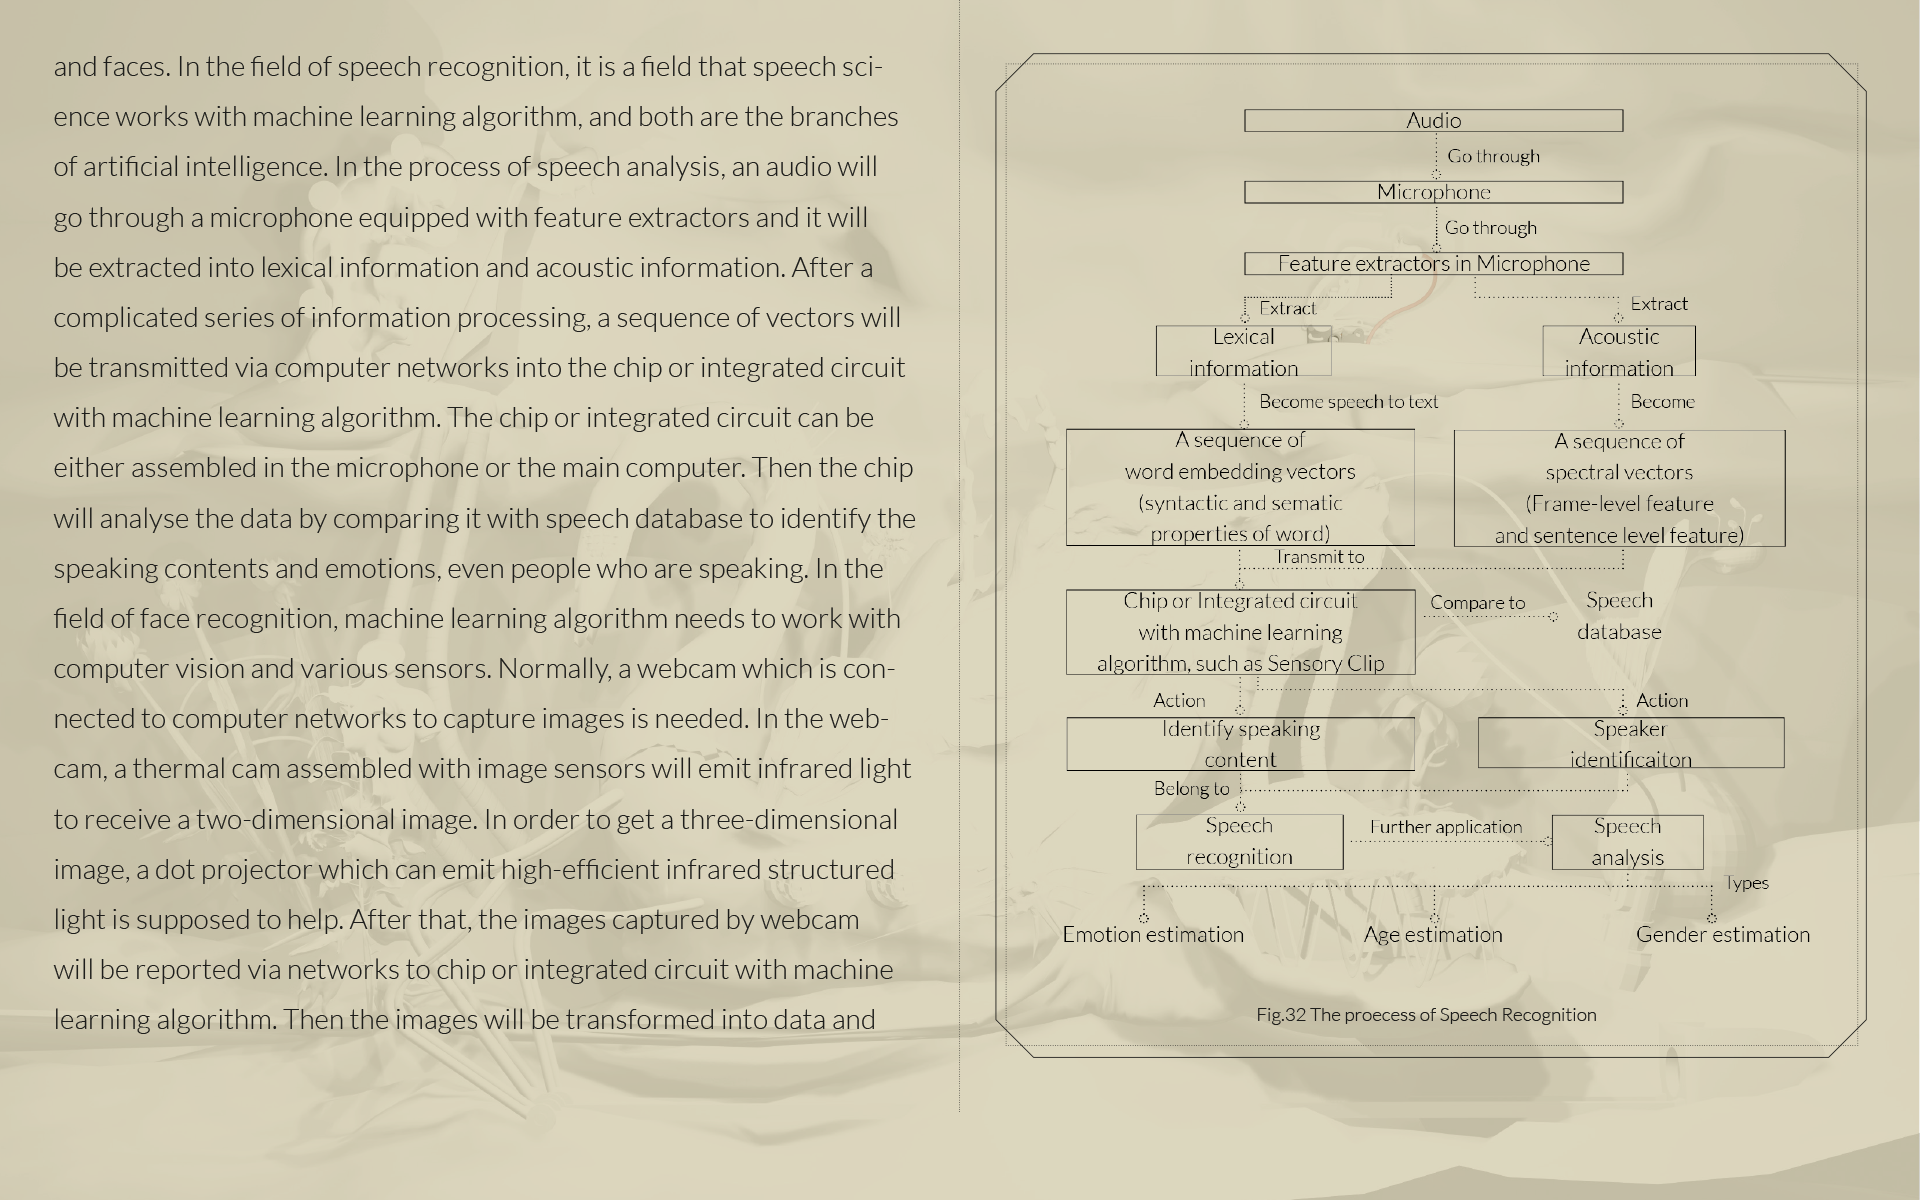 and faces. In the field of speech recognition, it is a field that speech sci-
ence works with machine learning algorithm, and both are the branches
of artificial intelligence. In the process of speech analysis, an audio will
go through a microphone equipped with feature extractors and it will
be extracted into lexical information and acoustic information. After a
complicated series of information processing, a sequence of vectors will
be transmitted via computer networks into the chip or integrated circuit
with machine learning algorithm. The chip or integrated circuit can be
either assembled in the microphone or the main computer. Then the chip
will analyse the data by comparing it with speech database to identify the
speaking contents and emotions, even people who are speaking. In the
field of face recognition, machine learning algorithm needs to work with
computer vision and various sensors. Normally, a webcam which is con-
nected to computer networks to capture images is needed. In the web-
cam, a thermal cam assembled with image sensors will emit infrared light
to receive a two-dimensional image. In order to get a three-dimensional
image, a dot projector which can emit high-efficient infrared structured
light is supposed to help. After that, the images captured by webcam
will be reported via networks to chip or integrated circuit with machine
learning algorithm. Then the images will be transformed into data and
Audio
Go through
Microphone
Go through
Feature extractors in Microphone
Extract
Extract
Lexical
information
Acoustic
information
Become speech to text
Become
A sequence of
word embedding vectors
(syntactic and sematic
properties of word)
A sequence of
spectral vectors
(Frame-level feature
and sentence level feature)
Transmit to
Chip or Integrated circuit
with machine learning
algorithm, such as Sensory Clip
Compare to
Speech
database
Action
Action
Identify speaking
content
Speaker
identificaiton
Belong to
Speech
recognition
Further application
Speech
analysis
Types
Emotion estimation
Age estimation
Gender estimation
Fig.32 The proecess of Speech Recognition